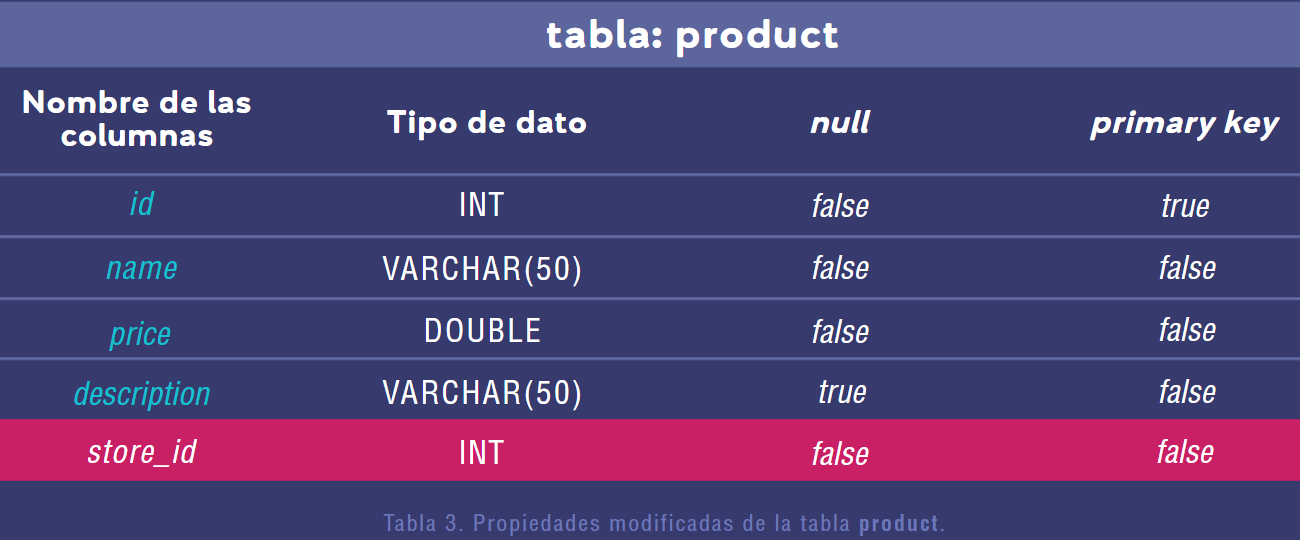 tabla: product
Nombre de las columnas Tipo de dato null primary key
id INT false true
name VARCHAR(50) false false
price DOUBLE false false
description VARCHAR(50) true false
store_id INT false false
Tabla 3. Propiedades modificadas de la tabla product.